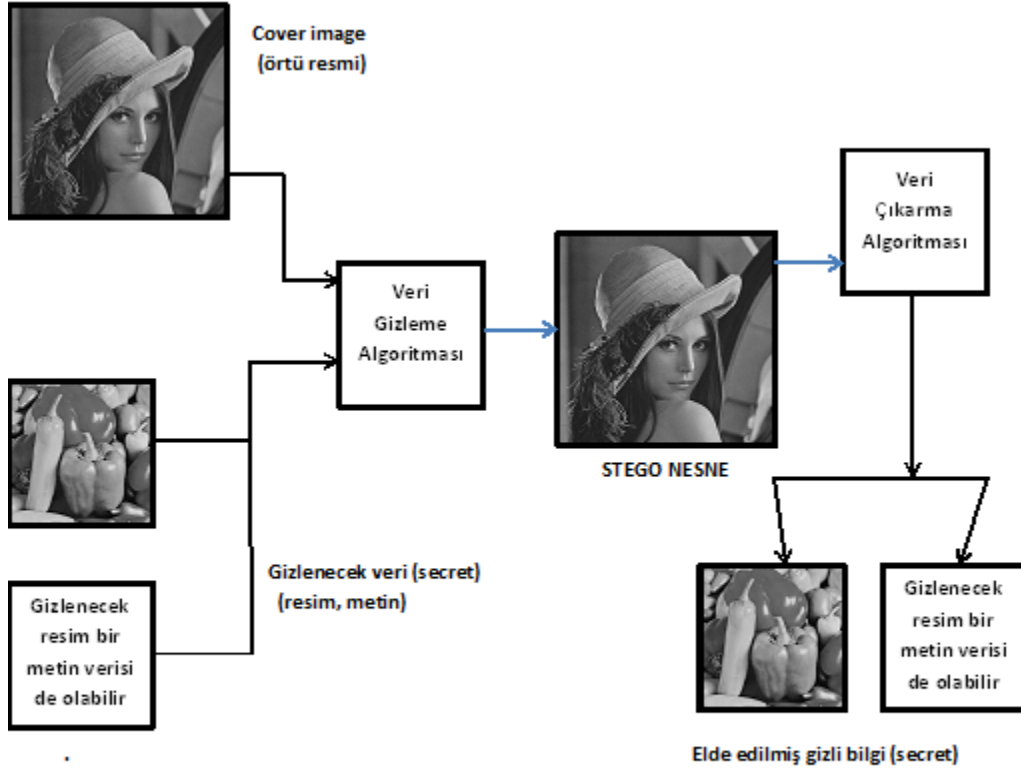 Cover image
(örtü resmi)
Veri
Gizleme
Algoritması
Veri
Çıkarma
Algoritması
STEGO NESNE
Gizlenecek veri (secret)
(resim, metin)
Gizlenecek
resim bir
metin verisi
de olabilir
.
Gizlenecek
resim bir
metin verisi
de olabilir
Elde edilmiş gizli bilgi (secret)